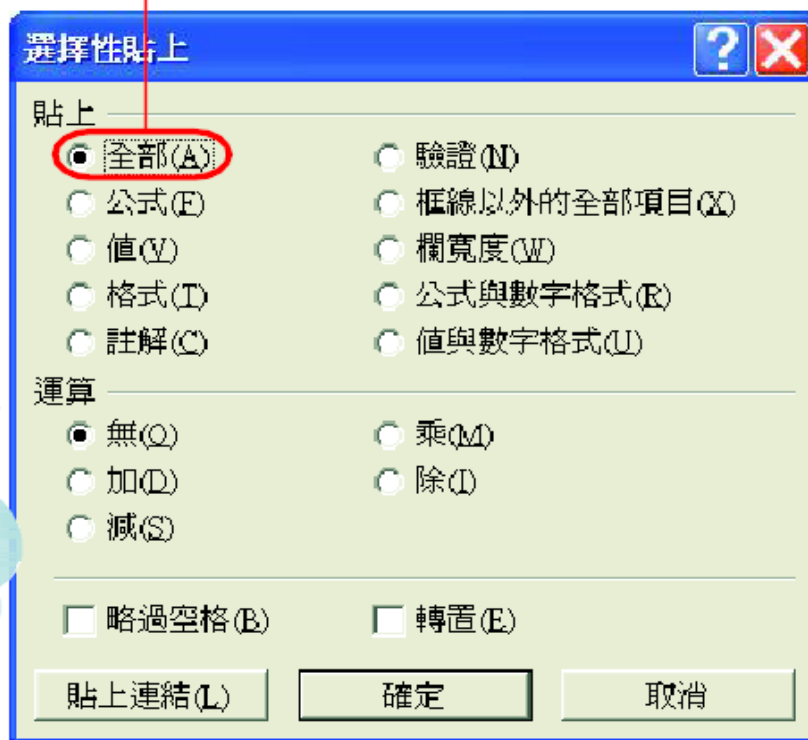 選擇性貼上
貼上
全部(A) 驗證(N)
公式(F) 框線以外的全部項目(X)
值(V) 欄寬度(W)
格式(T) 公式與數字格式(R)
註解(C) 值與數字格式(U)
運算
無(O) 乘(M)
加(D) 除(I)
減(S)
略過空格(B) 轉置(E)
貼上連結(L) 確定 取消